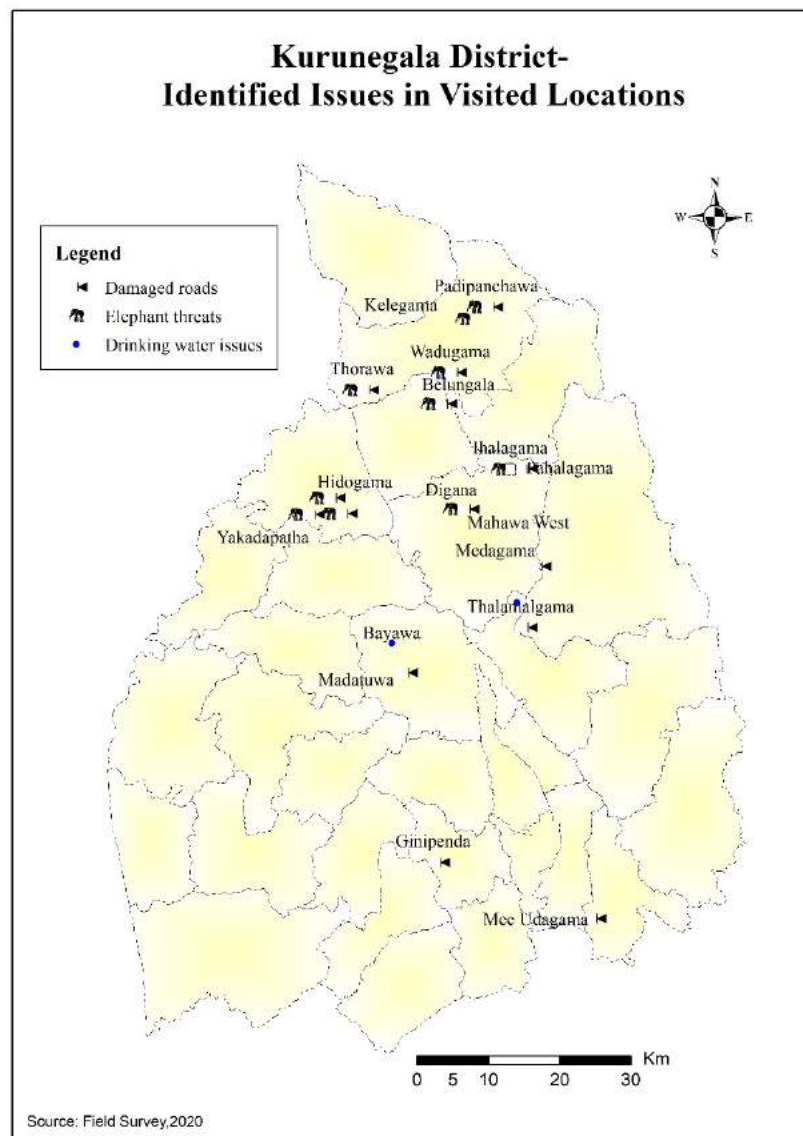 Kurunegala District-
Identified Issues in Visited Locations
N
W E
S
Legend
Damaged roads
Elephant threats
Drinking water issues
Padipanchawa
Kelegama
Wadugama
Thorawa
Belungala
Ihalagama
Pahalagama
Hidogama
Digana
Mahawa West
Yakadapatha
Medagama
Thalamalgama
Bayawa
Madatuwa
Ginipenda
Mee Udagama
Km
0 5 10 20 30
Source: Field Survey,2020